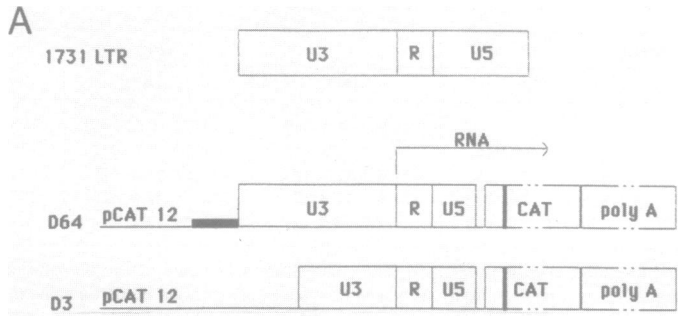 A
1731 LTR U3 R U5
RNA
D64 pCAT 12 U3 R U5 CAT poly A
D3 pCAT 12 U3 R U5 CAT poly A